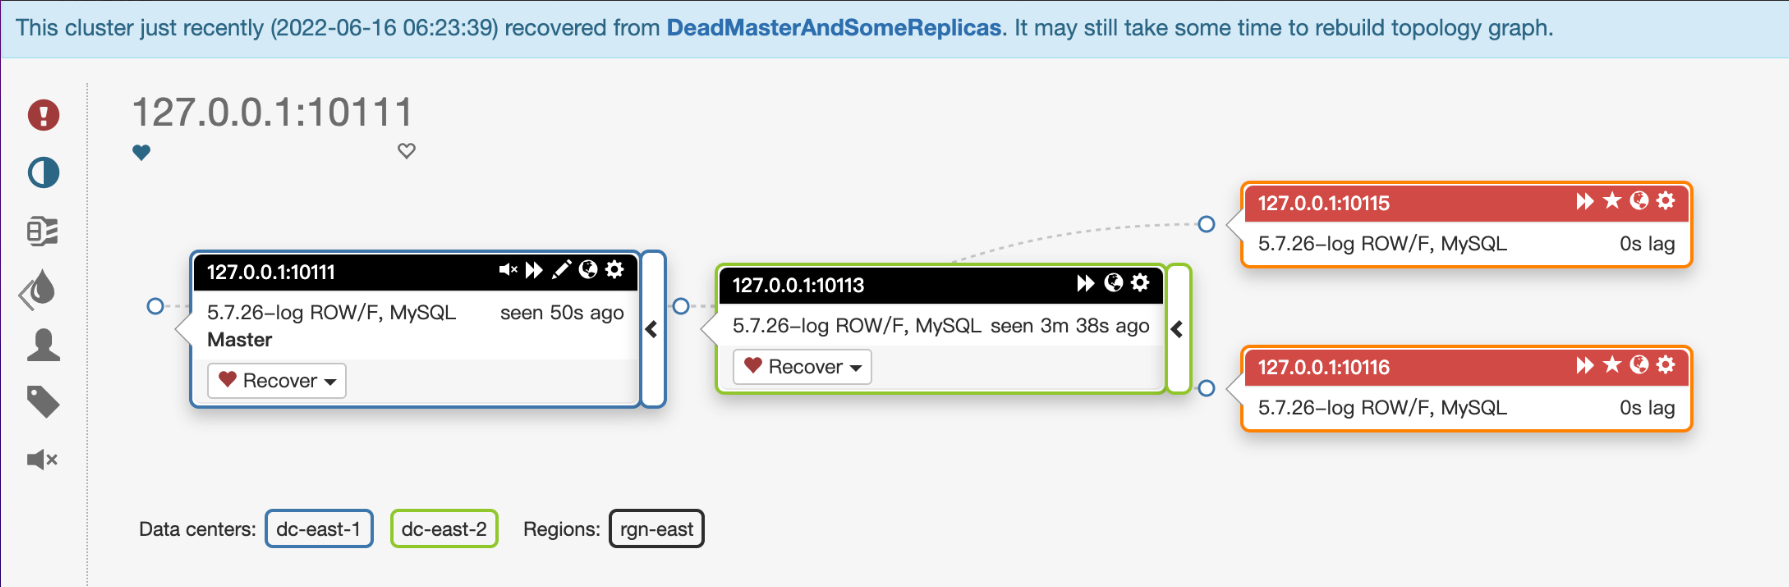 This cluster just recently (2022-06-16 06:23:39) recovered from DeadMasterAndSomeReplicas. It may still take some time to rebuild topology graph.
127.0.0.1:10111
127.0.0.1:10111
5.7.26-log ROW/F, MySQL seen 50s ago
Master
Recover
127.0.0.1:10113
5.7.26-log ROW/F, MySQL seen 3m 38s ago
Recover
127.0.0.1:10115
5.7.26-log ROW/F, MySQL 0s lag
127.0.0.1:10116
5.7.26-log ROW/F, MySQL 0s lag
Data centers: dc-east-1 dc-east-2 Regions: rgn-east